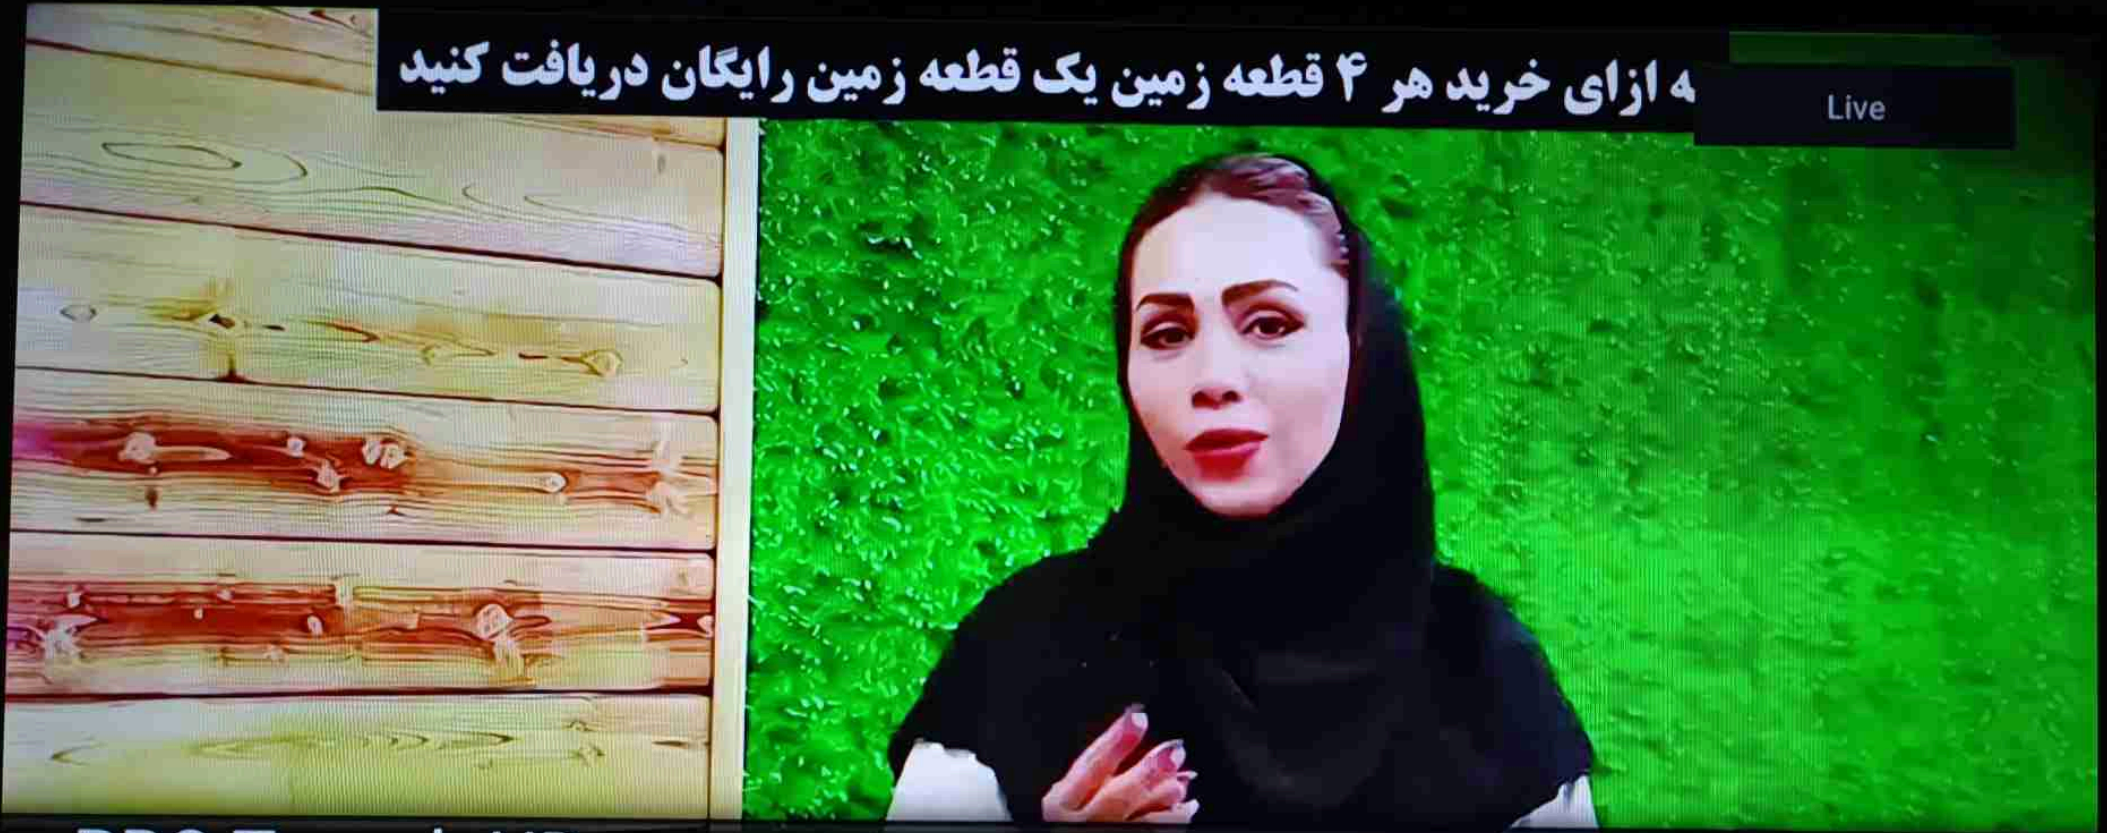 ه ازای خرید هر ۴ قطعه زمین یک قطعه زمین رایگان دریافت کنید
Live